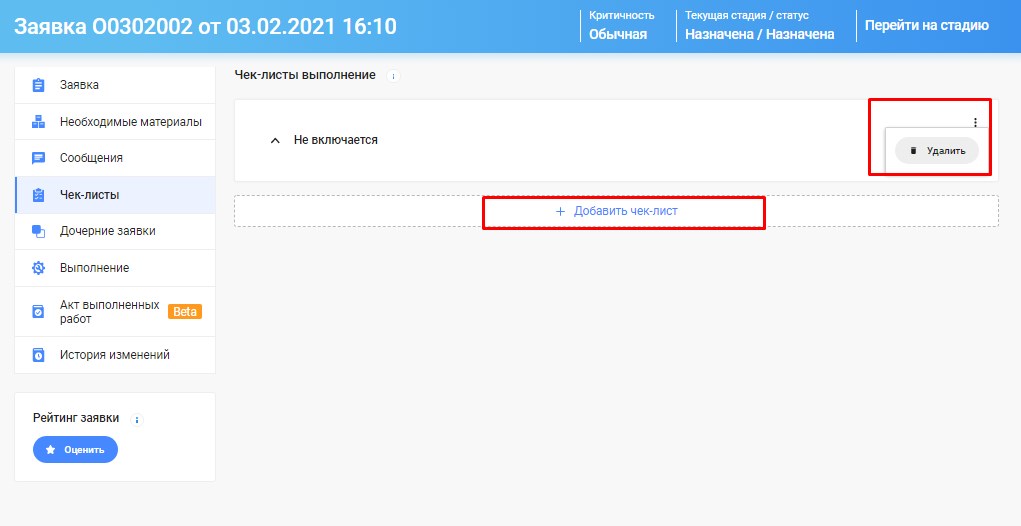 Заявка О0302002 от 03.02.2021 16:10
Критичность
Обычная
Текущая стадия / статус
Назначена / Назначена
Перейти на стадию
Заявка
Необходимые материалы
Сообщения
Чек-листы
Дочерние заявки
Выполнение
Акт выполненных
работ
Beta
История изменений
Рейтинг заявки
i
Оценить
Чек-листы выполнение
i
Не включается
Удалить
+ Добавить чек-лист